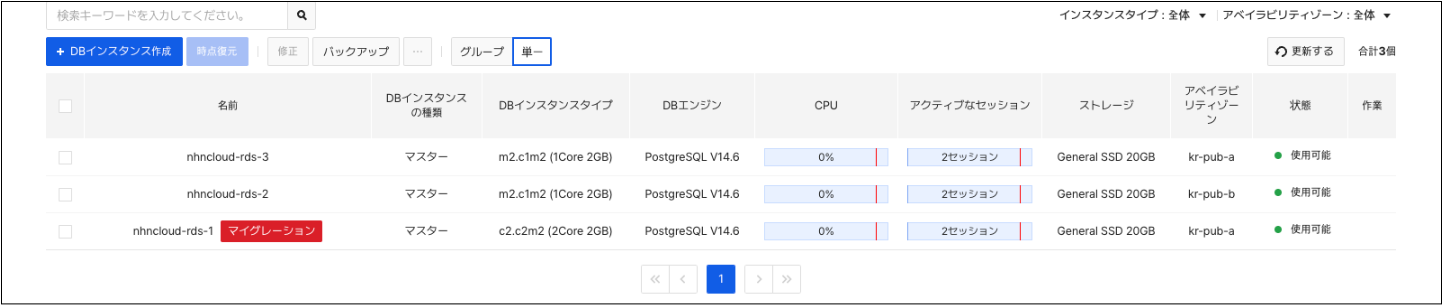 検索キーワードを入力してください。
インスタンスタイプ : 全体 アベイラビリティゾーン : 全体
+ DBインスタンス作成 時点復元 修正 バックアップ ... グループ 単一 更新する 合計3個
名前 DBインスタンスの種類 DBインスタンスタイプ DBエンジン CPU アクティブなセッション ストレージ アベイラビリティゾーン 状態 作業
nhncloud-rds-3 マスター m2.c1m2 (1Core 2GB) PostgreSQL V14.6 0% 2セッション General SSD 20GB kr-pub-a 使用可能
nhncloud-rds-2 マスター m2.c1m2 (1Core 2GB) PostgreSQL V14.6 0% 2セッション General SSD 20GB kr-pub-b 使用可能
nhncloud-rds-1 マイグレーション マスター c2.c2m2 (2Core 2GB) PostgreSQL V14.6 0% 2セッション General SSD 20GB kr-pub-a 使用可能
1